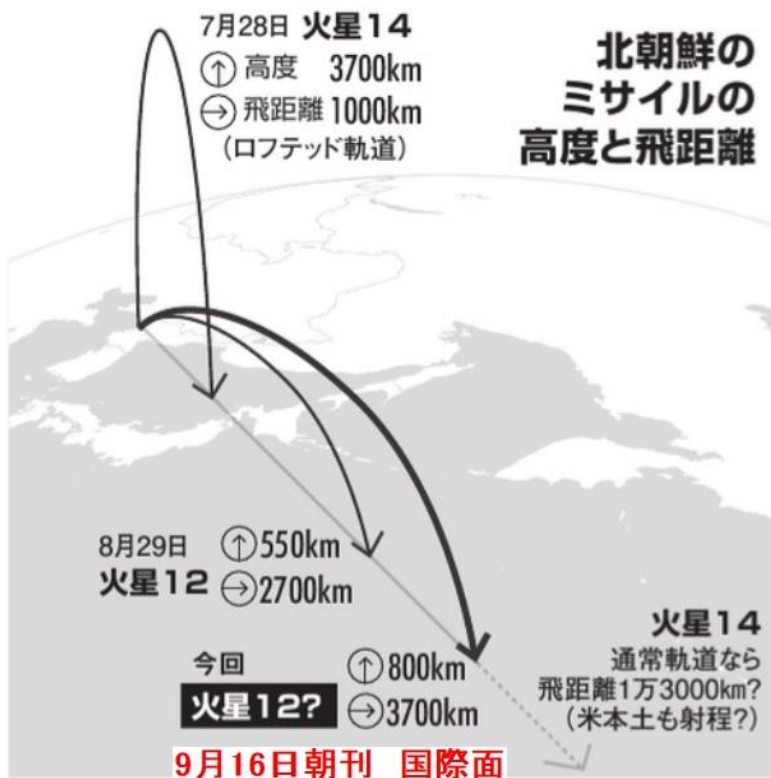 北朝鮮の
ミサイルの
高度と飛距離
7月28日 火星14
↑ 高度 3700km
→ 飛距離 1000km
(ロフテッド軌道)
8月29日 ↑550km
火星12 →2700km
今回 ↑800km
火星12? →3700km
火星14
通常軌道なら
飛距離1万3000km?
(米本土も射程?)
9月16日朝刊 国際面